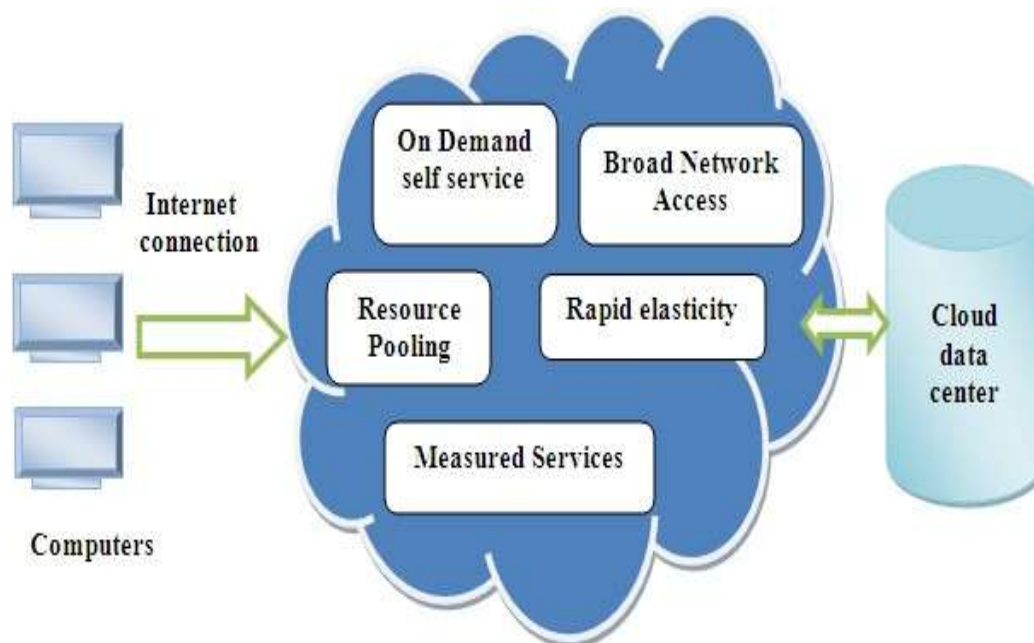 On Demand
self service
Broad Network
Access
Internet
connection
Resource
Pooling
Rapid elasticity
Cloud
data
center
Measured Services
Computers